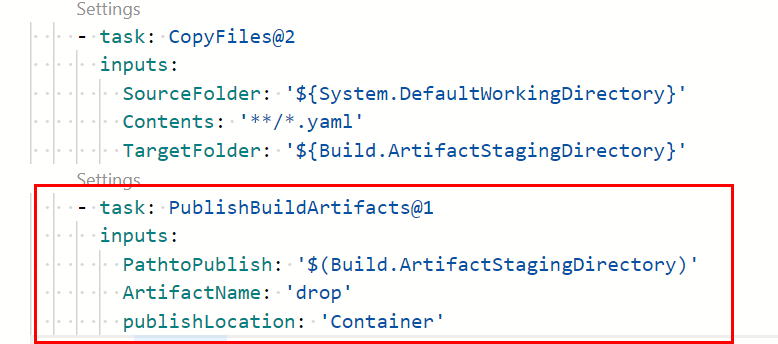 Settings
- task: CopyFiles@2
inputs:
SourceFolder: '${System.DefaultWorkingDirectory}'
Contents: '**/*.yaml'
TargetFolder: '${Build.ArtifactStagingDirectory}'
Settings
- task: PublishBuildArtifacts@1
inputs:
PathtoPublish: '$(Build.ArtifactStagingDirectory)'
ArtifactName: 'drop'
publishLocation: 'Container'